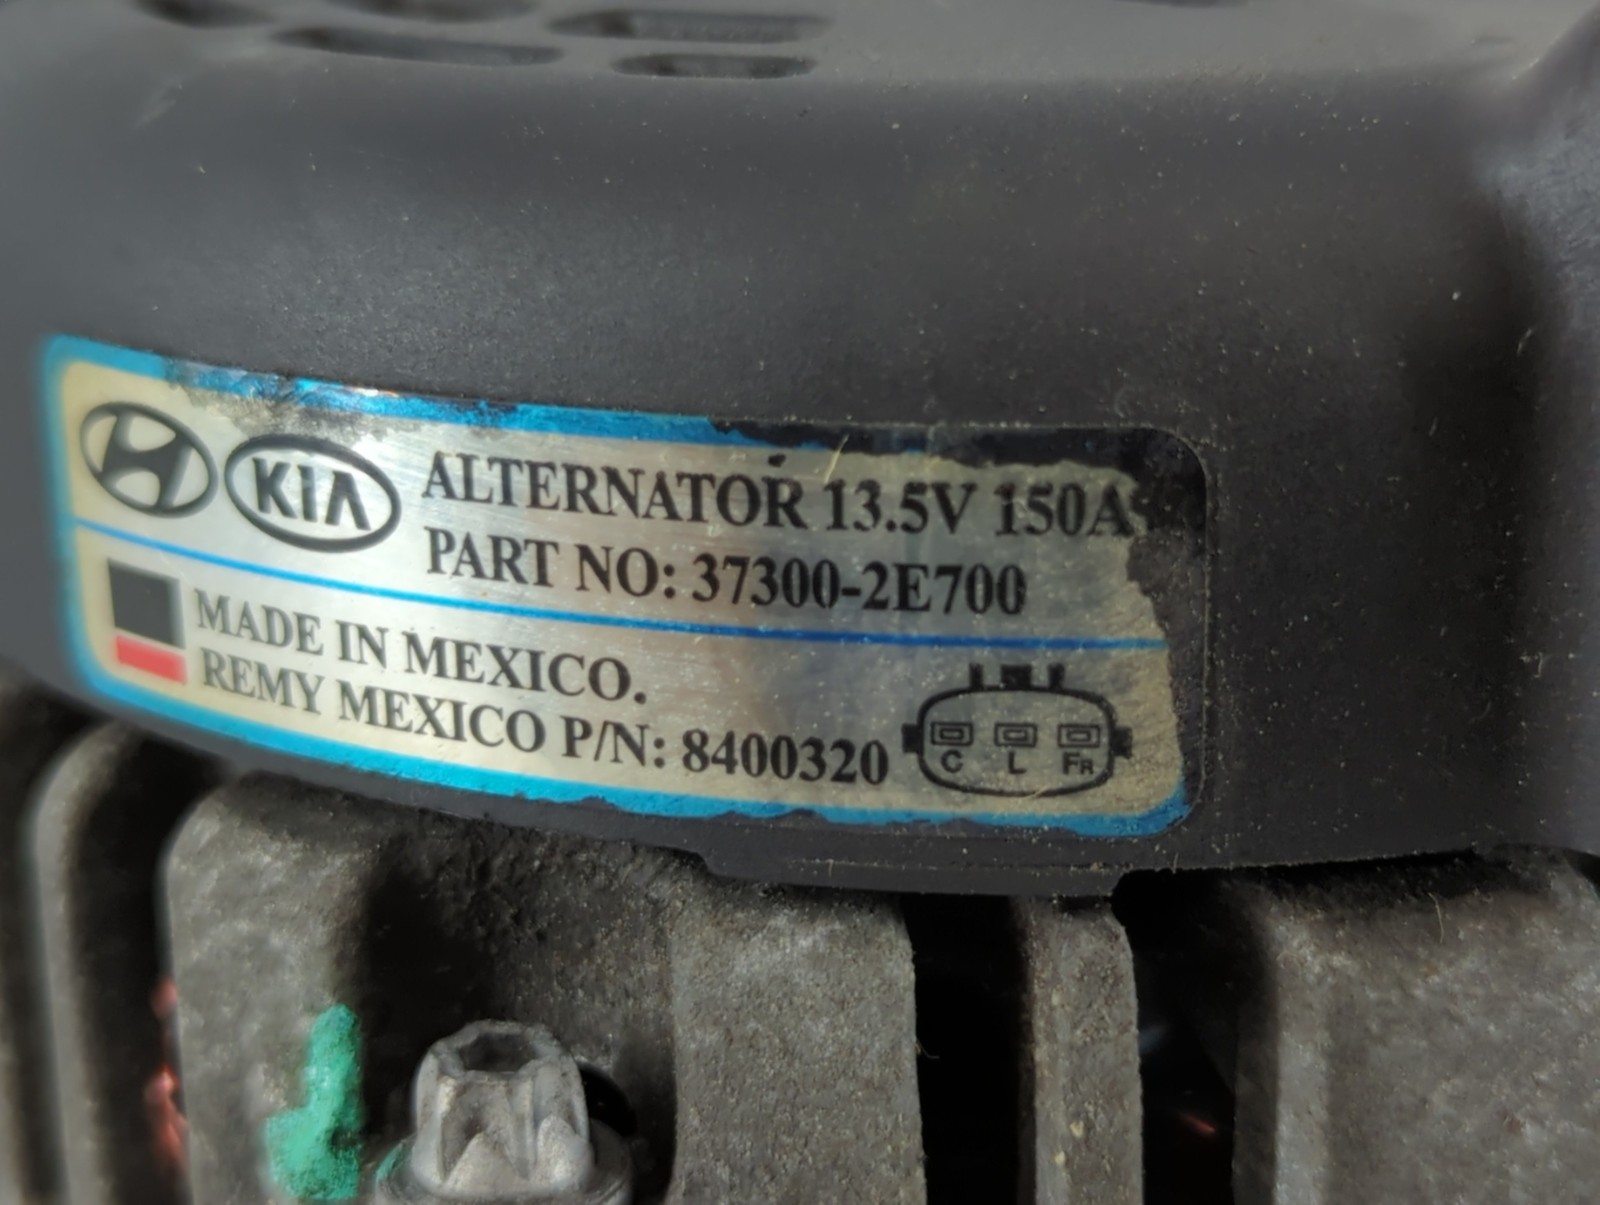 KIA ALTERNATOR 13.5V 150A
PART NO: 37300-2E700
MADE IN MEXICO.
REMY MEXICO P/N: 8400320
C L FR